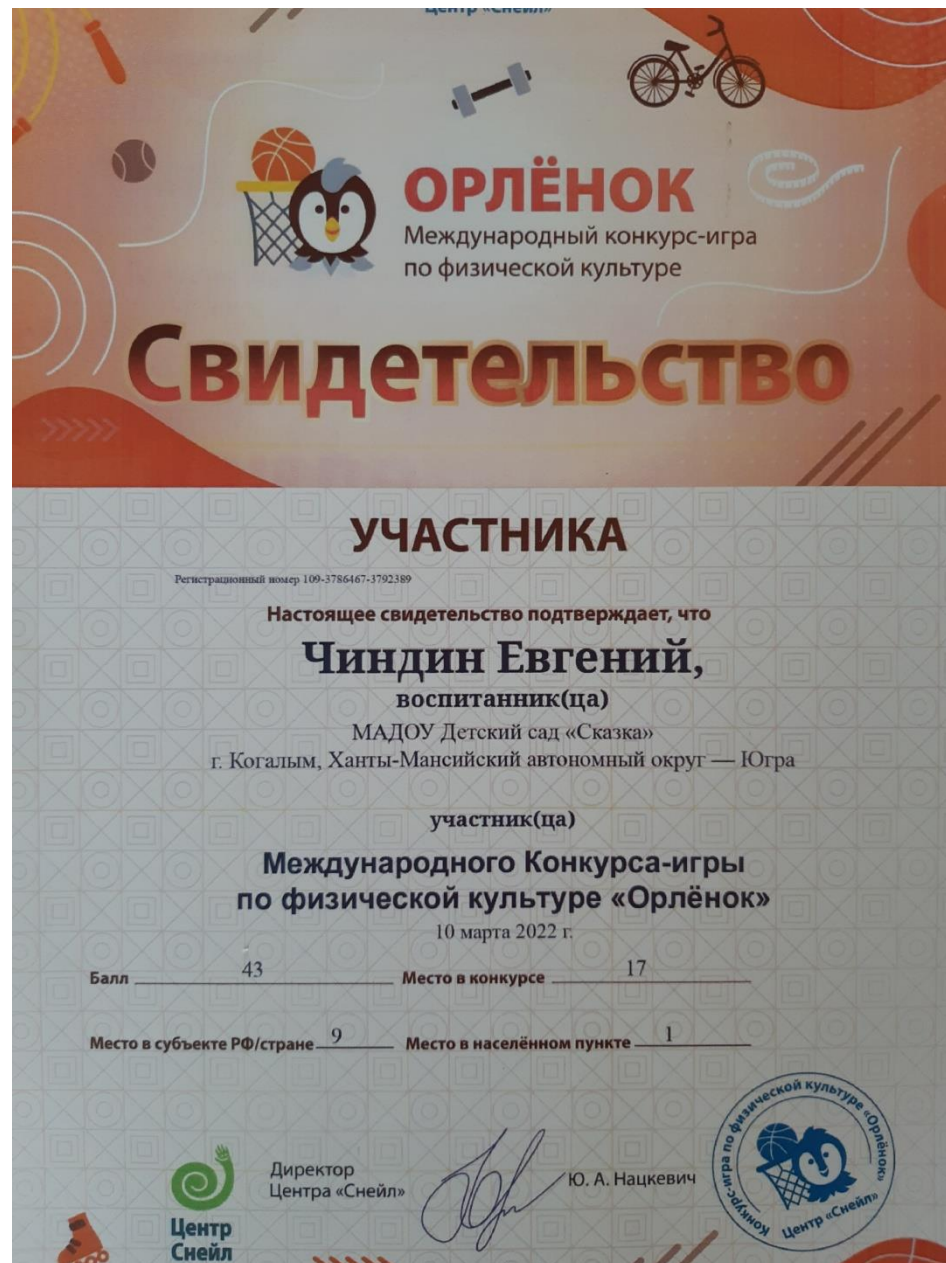 Центр «Снейл»
ОРЛЁНОК
Международный конкурс-игра
по физической культуре
Свидетельство
УЧАСТНИКА
Регистрационный номер 109-3786467-3792389
Настоящее свидетельство подтверждает, что
Чиндин Евгений,
воспитанник(ца)
МАДОУ Детский сад «Сказка»
г. Когалым, Ханты-Мансийский автономный округ — Югра
участник(ца)
Международного Конкурса-игры
по физической культуре «Орлёнок»
10 марта 2022 г.
Балл 43 Место в конкурсе 17
Место в субъекте РФ/стране 9 Место в населённом пункте 1
Директор
Центра «Снейл»
Ю. А. Нацкевич
Центр
Снейл
Конкурс-игра по физической культуре «Орлёнок»
Центр «Снейл»